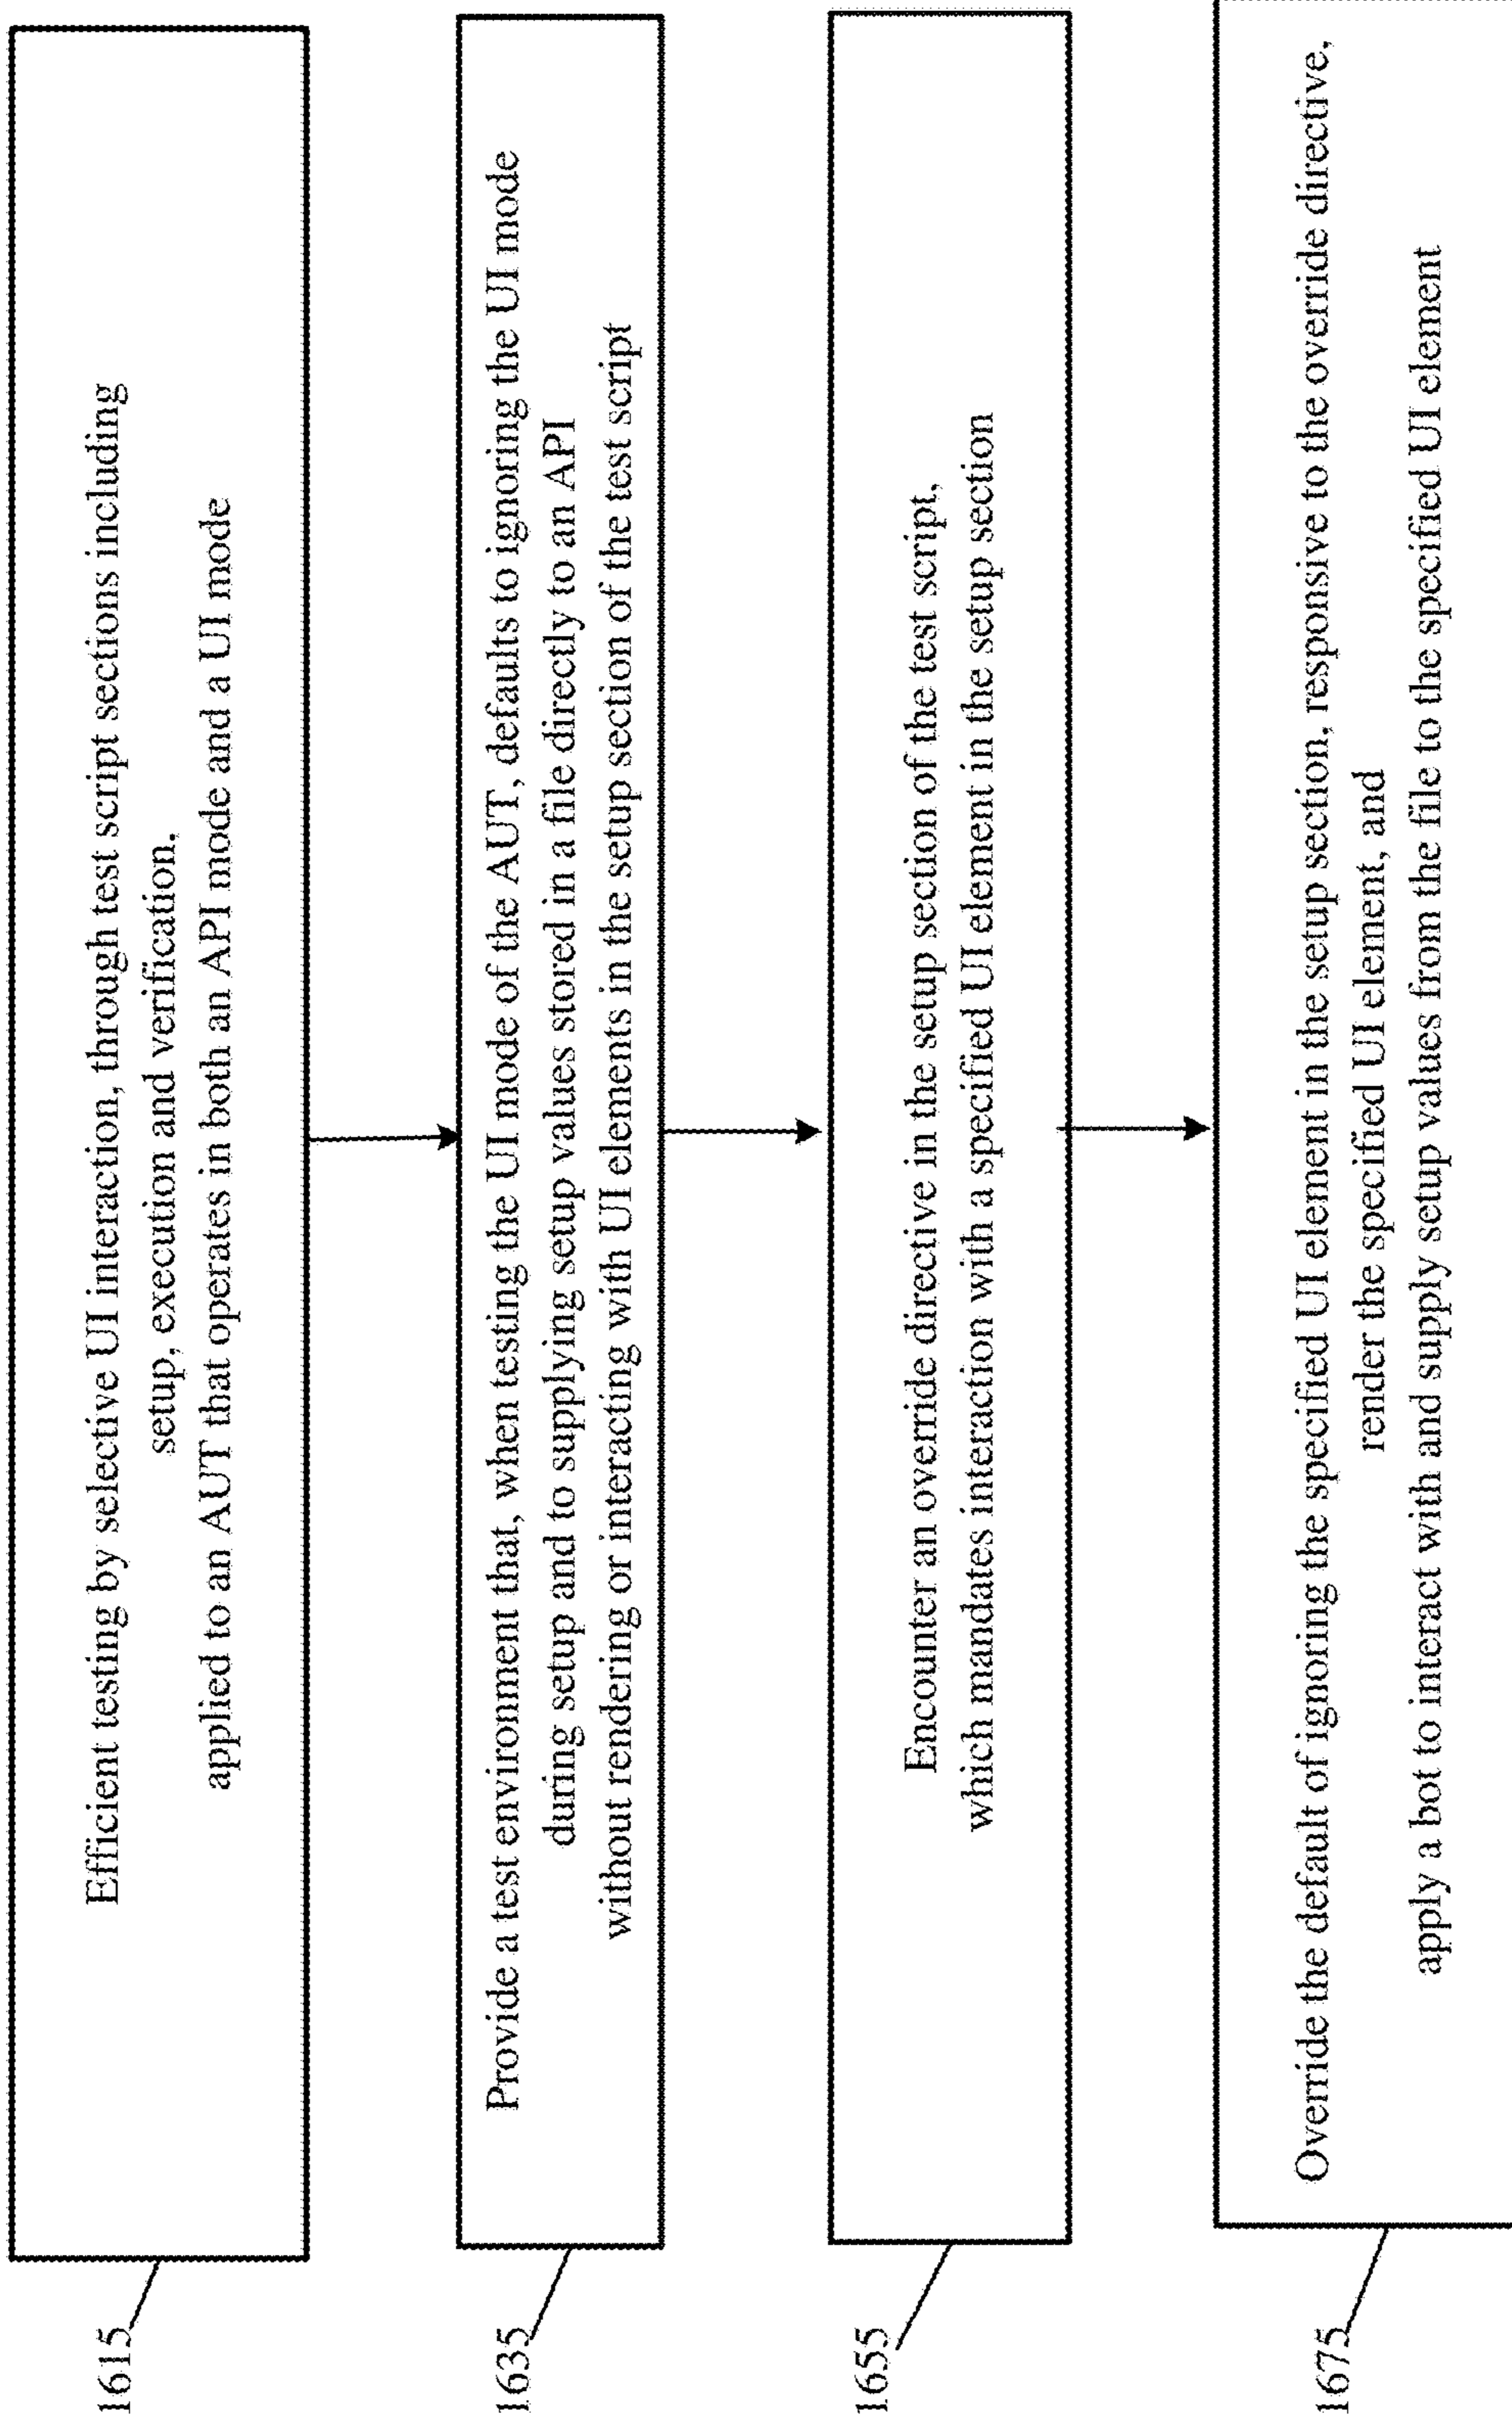 1615
Efficient testing by selective UI interaction, through test script sections including
setup, execution and verification,
applied to an AUT that operates in both an API mode and a UI mode
1635
Provide a test environment that, when testing the UI mode of the AUT, defaults to ignoring the UI mode
during setup and to supplying setup values stored in a file directly to an API
without rendering or interacting with UI elements in the setup section of the test script
1655
Encounter an override directive in the setup section of the test script,
which mandates interaction with a specified UI element in the setup section
1675
Override the default of ignoring the specified UI element in the setup section, responsive to the override directive,
render the specified UI element, and
apply a bot to interact with and supply setup values from the file to the specified UI element